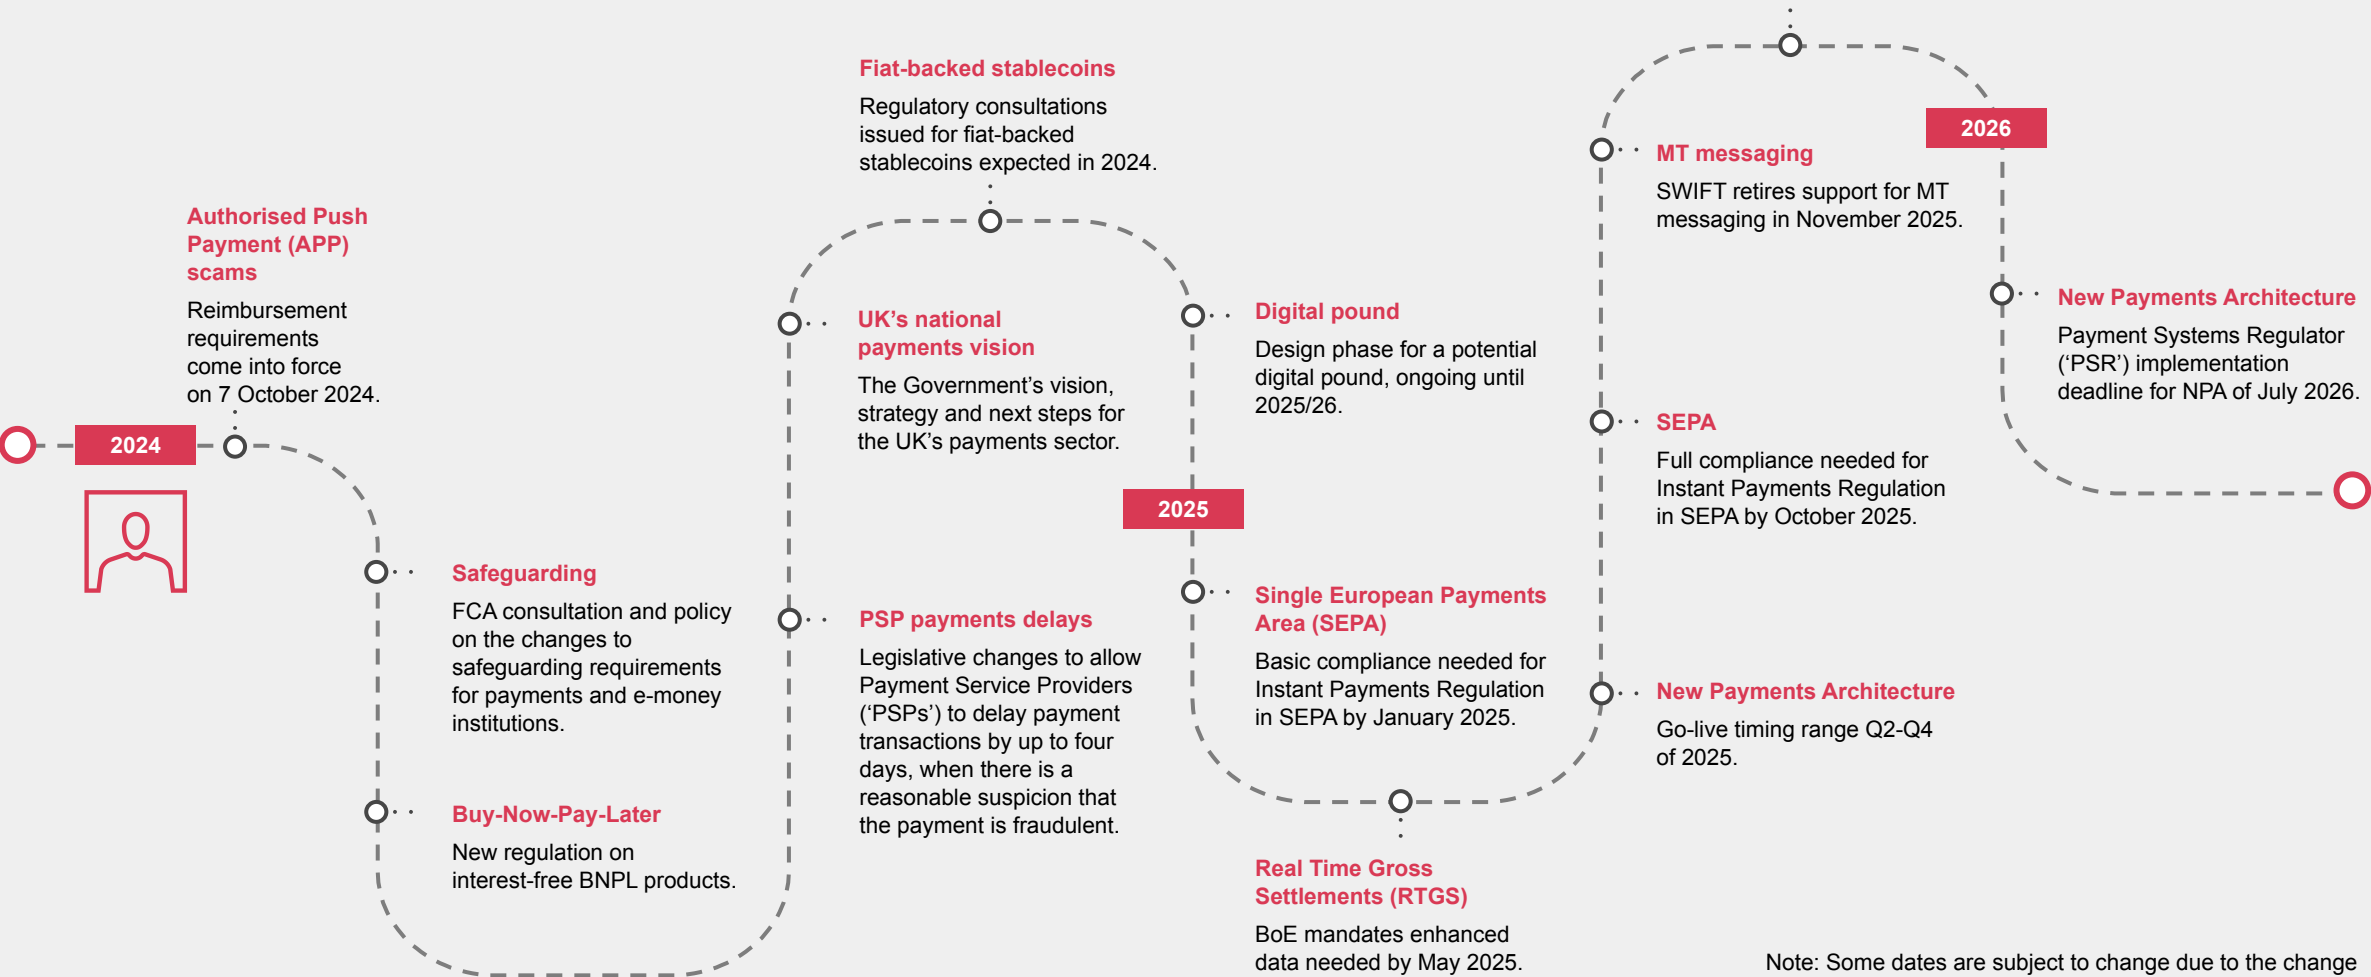 2024
Authorised Push
Payment (APP)
scams
Reimbursement
requirements
come into force
on 7 October 2024.
Safeguarding
FCA consultation and policy
on the changes to
safeguarding requirements
for payments and e-money
institutions.
Buy-Now-Pay-Later
New regulation on
interest-free BNPL products.
PSP payments delays
Legislative changes to allow
Payment Service Providers
(‘PSPs’) to delay payment
transactions by up to four
days, when there is a
reasonable suspicion that
the payment is fraudulent.
UK’s national
payments vision
The Government’s vision,
strategy and next steps for
the UK’s payments sector.
Fiat-backed stablecoins
Regulatory consultations
issued for fiat-backed
stablecoins expected in 2024.
Digital pound
Design phase for a potential
digital pound, ongoing until
2025/26.
2025
Single European Payments
Area (SEPA)
Basic compliance needed for
Instant Payments Regulation
in SEPA by January 2025.
Real Time Gross
Settlements (RTGS)
BoE mandates enhanced
data needed by May 2025.
New Payments Architecture
Go-live timing range Q2-Q4
of 2025.
SEPA
Full compliance needed for
Instant Payments Regulation
in SEPA by October 2025.
MT messaging
SWIFT retires support for MT
messaging in November 2025.
2026
New Payments Architecture
Payment Systems Regulator
(‘PSR’) implementation
deadline for NPA of July 2026.
Note: Some dates are subject to change due to the change